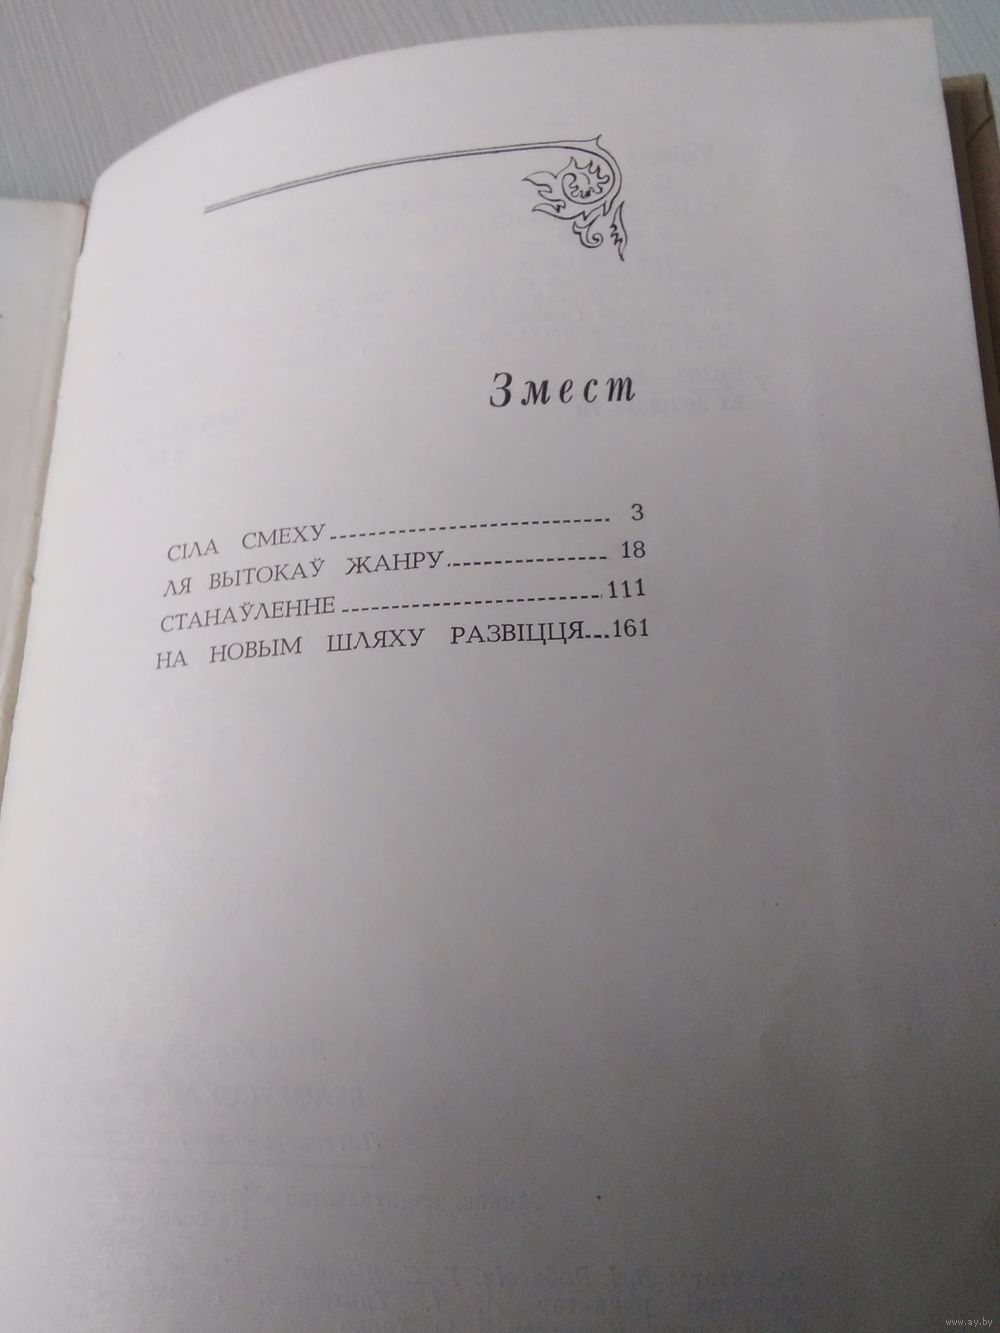 Змест
СІЛА СМЕХУ 3
ЛЯ ВЫТОКАЎ ЖАНРУ 18
СТАНАЎЛЕННЕ 111
НА НОВЫМ ШЛЯХУ РАЗВІЦЦЯ 161
www.ay.by